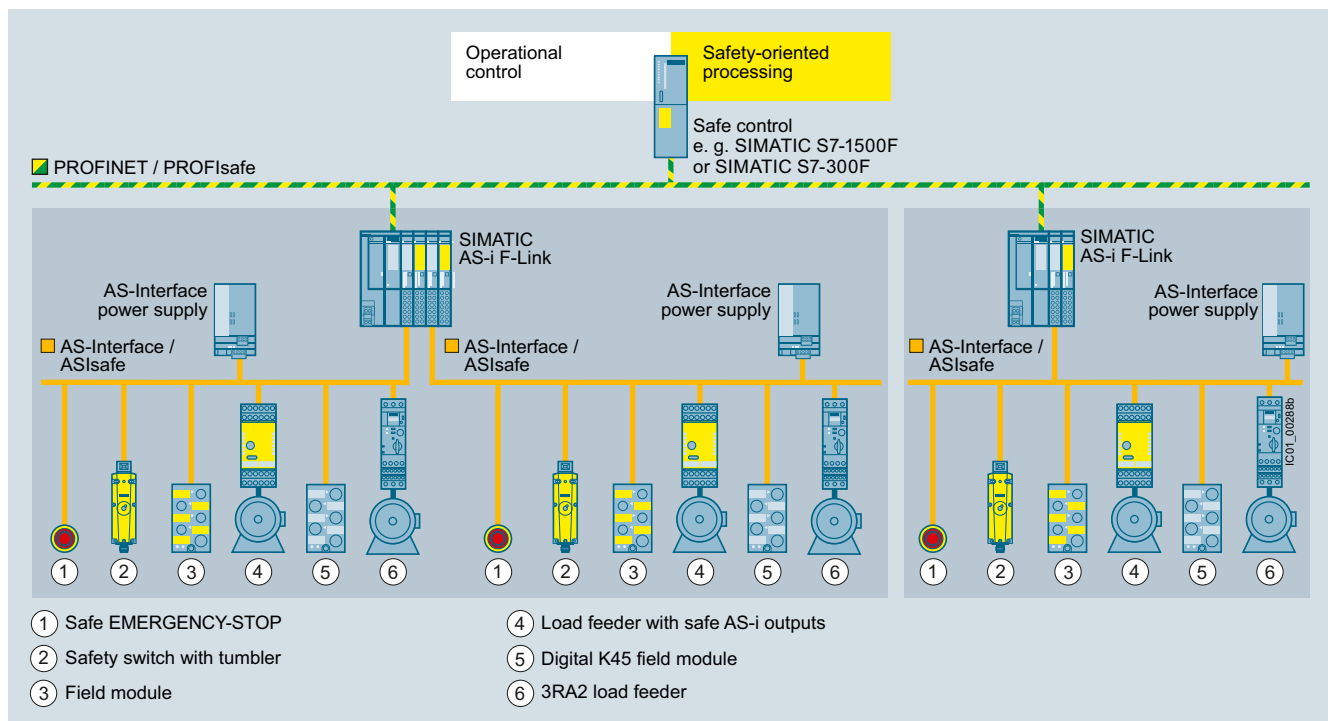 Operational
control
Safety-oriented
processing
Safe control
e. g. SIMATIC S7-1500F
or SIMATIC S7-300F
PROFINET / PROFIsafe
SIMATIC
AS-i F-Link
SIMATIC
AS-i F-Link
AS-Interface
power supply
AS-Interface
power supply
AS-Interface
power supply
AS-Interface /
ASIsafe
AS-Interface /
ASIsafe
AS-Interface /
ASIsafe
IC01_00288b
1 2 3 4 5 6
1 2 3 4 5 6
1 2 3 4 5 6
1 Safe EMERGENCY-STOP
2 Safety switch with tumbler
3 Field module
4 Load feeder with safe AS-i outputs
5 Digital K45 field module
6 3RA2 load feeder